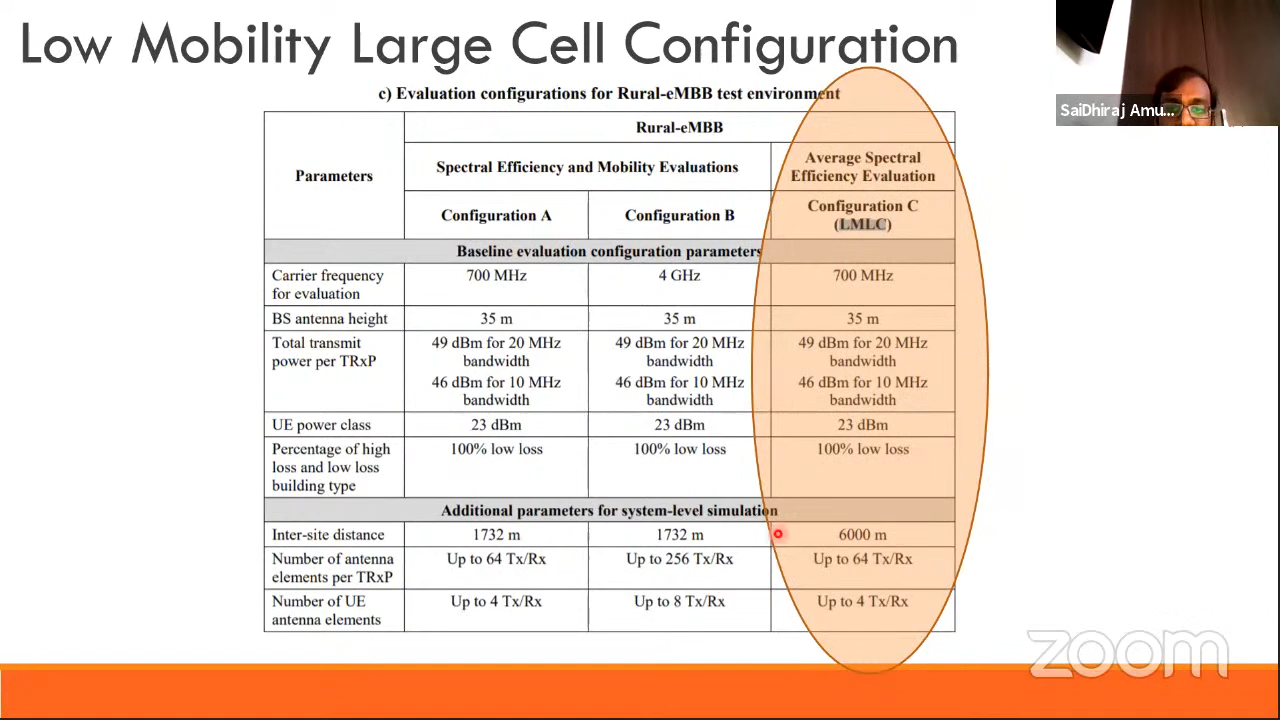 Low Mobility Large Cell Configuration
SaiDhiraj Amu...
c) Evaluation configurations for Rural-eMBB test environment
Parameters
Rural-eMBB
Spectral Efficiency and Mobility Evaluations
Average Spectral
Efficiency Evaluation
Configuration A
Configuration B
Configuration C
(LMLC)
Baseline evaluation configuration parameters
Carrier frequency
for evaluation
700 MHz
4 GHz
700 MHz
BS antenna height
35 m
35 m
35 m
Total transmit
power per TRxP
49 dBm for 20 MHz
bandwidth
46 dBm for 10 MHz
bandwidth
49 dBm for 20 MHz
bandwidth
46 dBm for 10 MHz
bandwidth
49 dBm for 20 MHz
bandwidth
46 dBm for 10 MHz
bandwidth
UE power class
23 dBm
23 dBm
23 dBm
Percentage of high
loss and low loss
building type
100% low loss
100% low loss
100% low loss
Additional parameters for system-level simulation
Inter-site distance
1732 m
1732 m
6000 m
Number of antenna
elements per TRxP
Up to 64 Tx/Rx
Up to 256 Tx/Rx
Up to 64 Tx/Rx
Number of UE
antenna elements
Up to 4 Tx/Rx
Up to 8 Tx/Rx
Up to 4 Tx/Rx
zoom